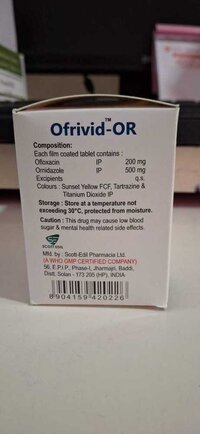 Ofrivid™-OR
Composition:
Each film coated tablet contains :
Ofloxacin IP 200 mg
Ornidazole IP 500 mg
Excipients q.s.
Colours : Sunset Yellow FCF, Tartrazine &
Titanium Dioxide IP
Storage : Store at a temperature not
exceeding 30°C, protected from moisture.
Caution : This drug may cause low blood
sugar & mental health related side effects.
SCOTT-EDIL
Mfd. by : Scott-Edil Pharmacia Ltd.
(A WHO GMP CERTIFIED COMPANY)
56, E.P.I.P., Phase-I, Jharmajri, Baddi,
Distt. Solan - 173 205 (HP), INDIA
8904159420226